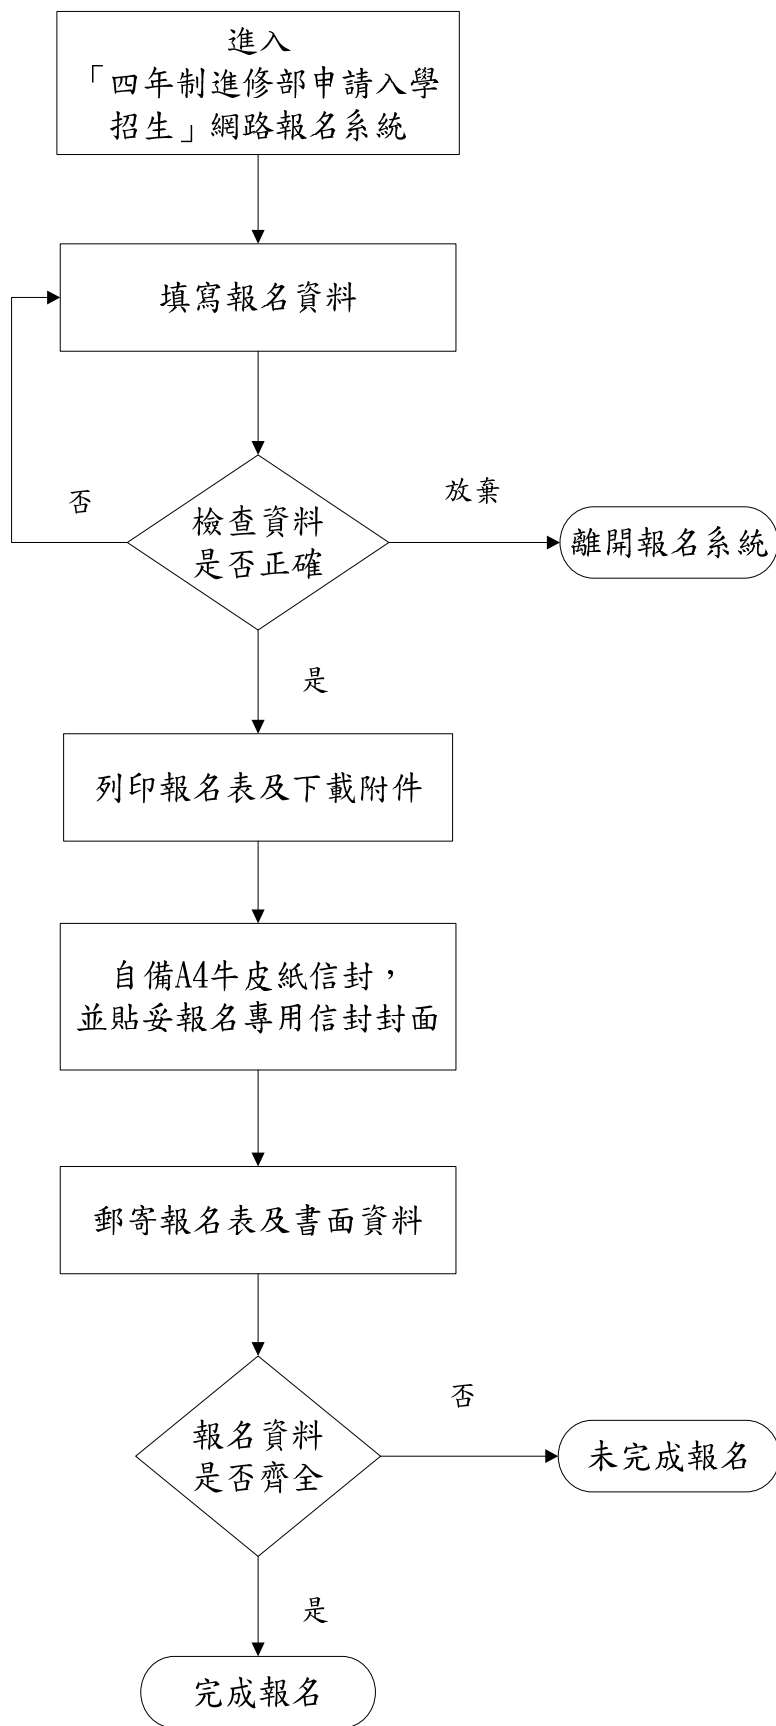 進入
「四年制進修部申請入學
招生」網路報名系統
填寫報名資料
否
放棄
檢查資料
是否正確
離開報名系統
是
列印報名表及下載附件
自備A4牛皮紙信封，
並貼妥報名專用信封封面
郵寄報名表及書面資料
否
報名資料
是否齊全
未完成報名
是
完成報名